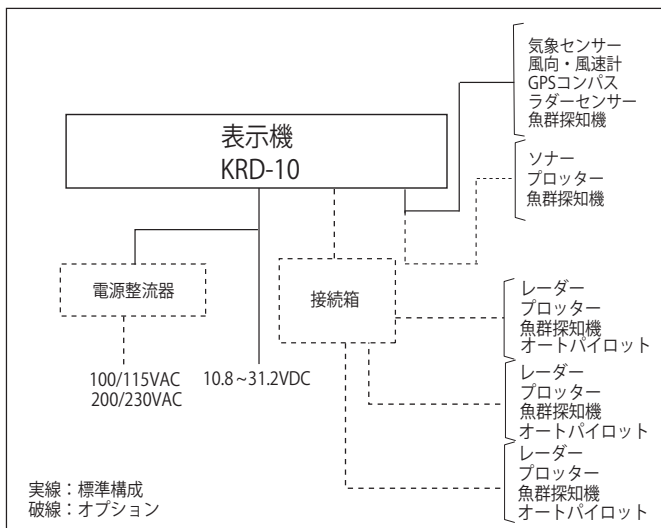 気象センサー
風向・風速計
GPSコンパス
ラダーセンサー
魚群探知機
表示機
KRD-10
ソナー
プロッター
魚群探知機
電源整流器
接続箱
レーダー
プロッター
魚群探知機
オートパイロット
100/115VAC
200/230VAC
10.8~31.2VDC
レーダー
プロッター
魚群探知機
オートパイロット
レーダー
プロッター
魚群探知機
オートパイロット
実線：標準構成
破線：オプション